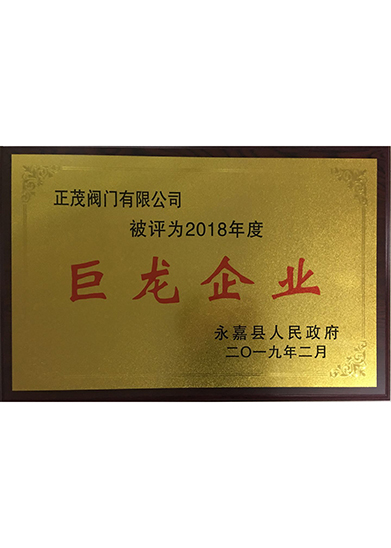 正茂阀门有限公司
被评为2018年度
巨龙企业
永嘉县人民政府
二〇一九年二月